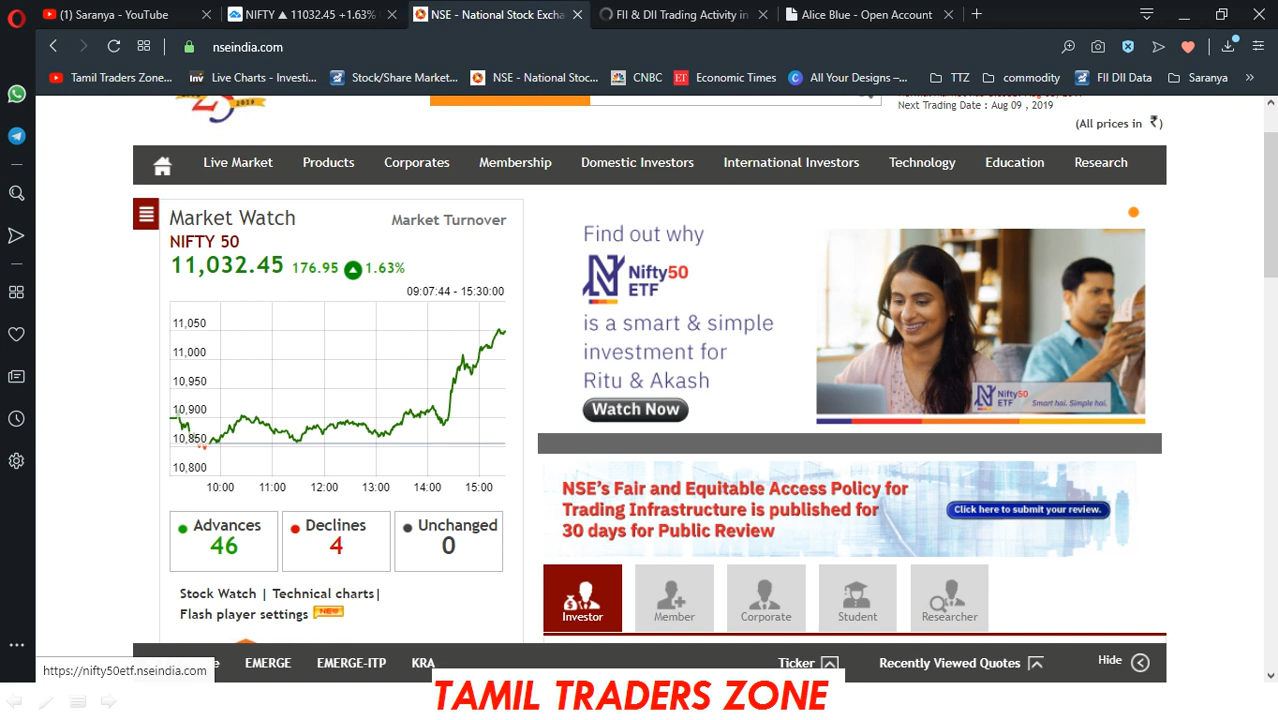 (1) Saranya - YouTube
NIFTY ▲ 11032.45 +1.63%
NSE - National Stock Excha
FII & DII Trading Activity in
Alice Blue - Open Account
nseindia.com
Tamil Traders Zone...
Live Charts - Investi...
Stock/Share Market...
NSE - National Stoc...
CNBC
Economic Times
All Your Designs –...
TTZ
commodity
FII DII Data
Saranya
2019
Next Trading Date : Aug 09 , 2019
(All prices in ₹)
Live Market
Products
Corporates
Membership
Domestic Investors
International Investors
Technology
Education
Research
Market Watch
Market Turnover
NIFTY 50
11,032.45 176.95 1.63%
09:07:44 - 15:30:00
11,050
11,000
10,950
10,900
10,850
10,800
10:00 11:00 12:00 13:00 14:00 15:00
Advances
46
Declines
4
Unchanged
0
Stock Watch | Technical charts|
Flash player settings NEW
Find out why
Nifty50
ETF
is a smart & simple
investment for
Ritu & Akash
Watch Now
Nifty50
ETF
Smart hai. Simple hai.
NSE's Fair and Equitable Access Policy for
Trading Infrastructure is published for
30 days for Public Review
Click here to submit your review.
Investor
Member
Corporate
Student
Researcher
EMERGE
EMERGE-ITP
KRA
Ticker
Recently Viewed Quotes
Hide
https://nifty50etf.nseindia.com
TAMIL TRADERS ZONE